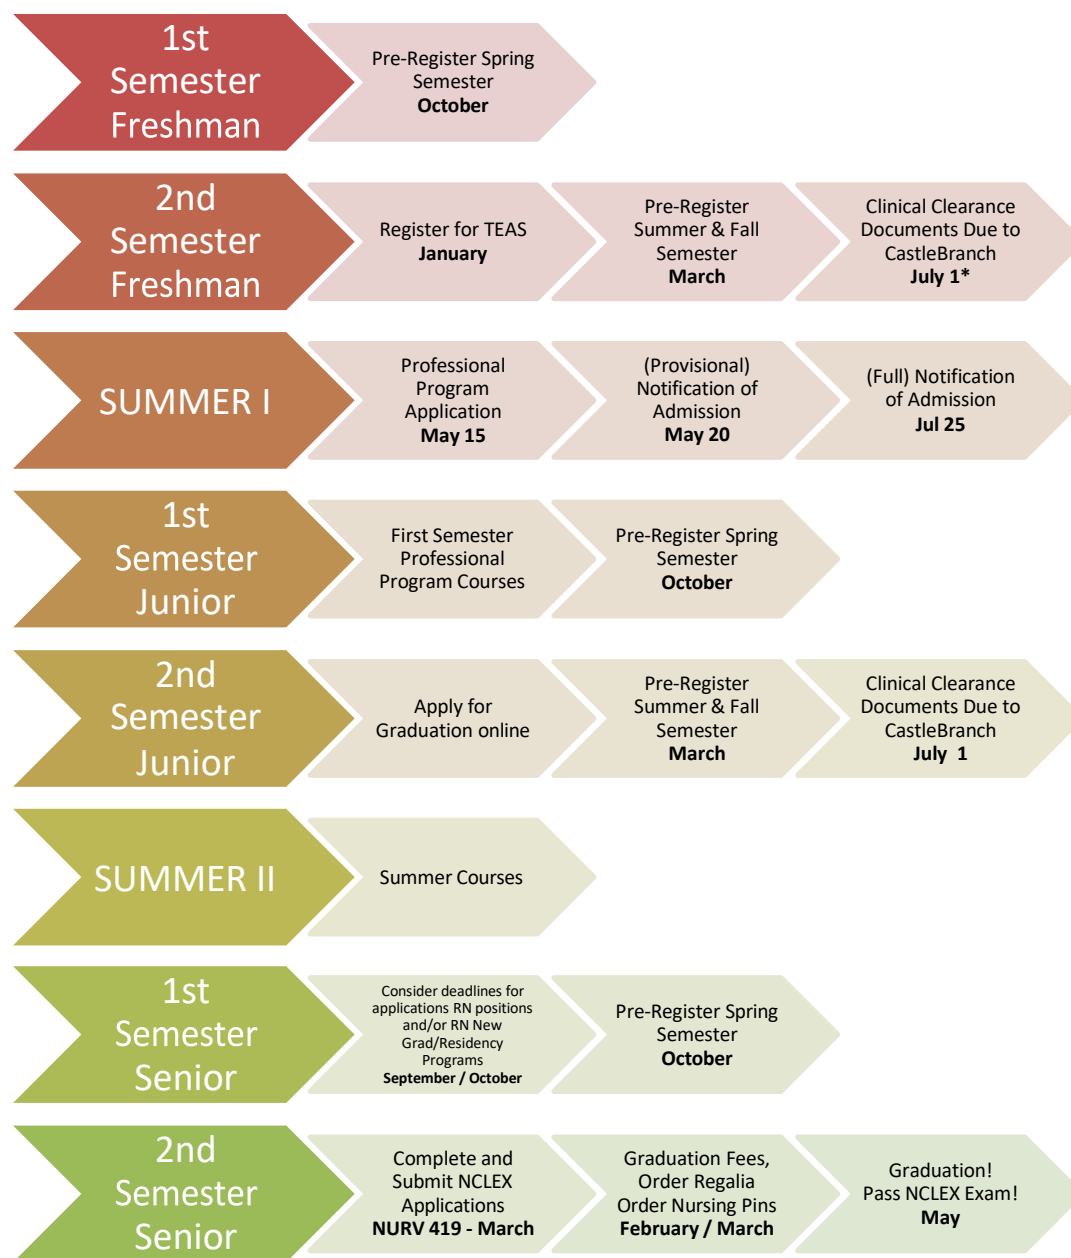 1st
Semester
Freshman
Pre-Register Spring
Semester
October
2nd
Semester
Freshman
Register for TEAS
January
Pre-Register
Summer & Fall
Semester
March
Clinical Clearance
Documents Due to
CastleBranch
July 1*
SUMMER I
Professional
Program
Application
May 15
(Provisional)
Notification of
Admission
May 20
(Full) Notification
of Admission
Jul 25
1st
Semester
Junior
First Semester
Professional
Program Courses
Pre-Register Spring
Semester
October
2nd
Semester
Junior
Apply for
Graduation online
Pre-Register
Summer & Fall
Semester
March
Clinical Clearance
Documents Due to
CastleBranch
July 1
SUMMER II
Summer Courses
1st
Semester
Senior
Consider deadlines for
applications RN positions
and/or RN New
Grad/Residency
Programs
September / October
Pre-Register Spring
Semester
October
2nd
Semester
Senior
Complete and
Submit NCLEX
Applications
NURV 419 - March
Graduation Fees,
Order Regalia
Order Nursing Pins
February / March
Graduation!
Pass NCLEX Exam!
May